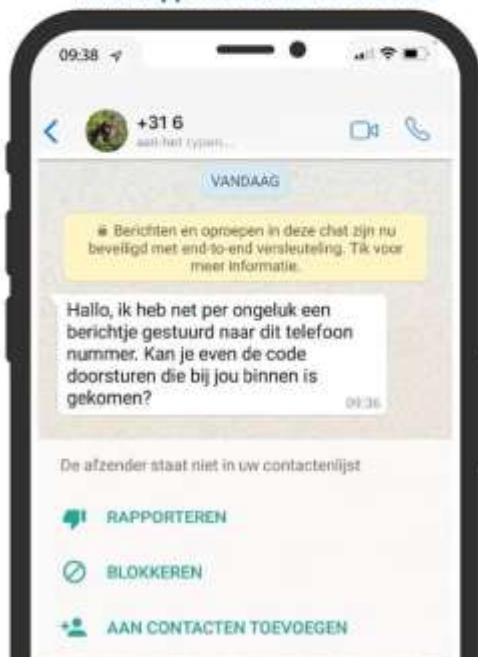 09:38
+31 6
aan het typen...
VANDAAG
Berichten en oproepen in deze chat zijn nu
beveiligd met end-to-end versleuteling. Tik voor
meer informatie.
Hallo, ik heb net per ongeluk een
berichtje gestuurd naar dit telefoon
nummer. Kan je even de code
doorsturen die bij jou binnen is
gekomen?
09:36
De afzender staat niet in uw contactenlijst
RAPPORTEREN
BLOKKEREN
AAN CONTACTEN TOEVOEGEN